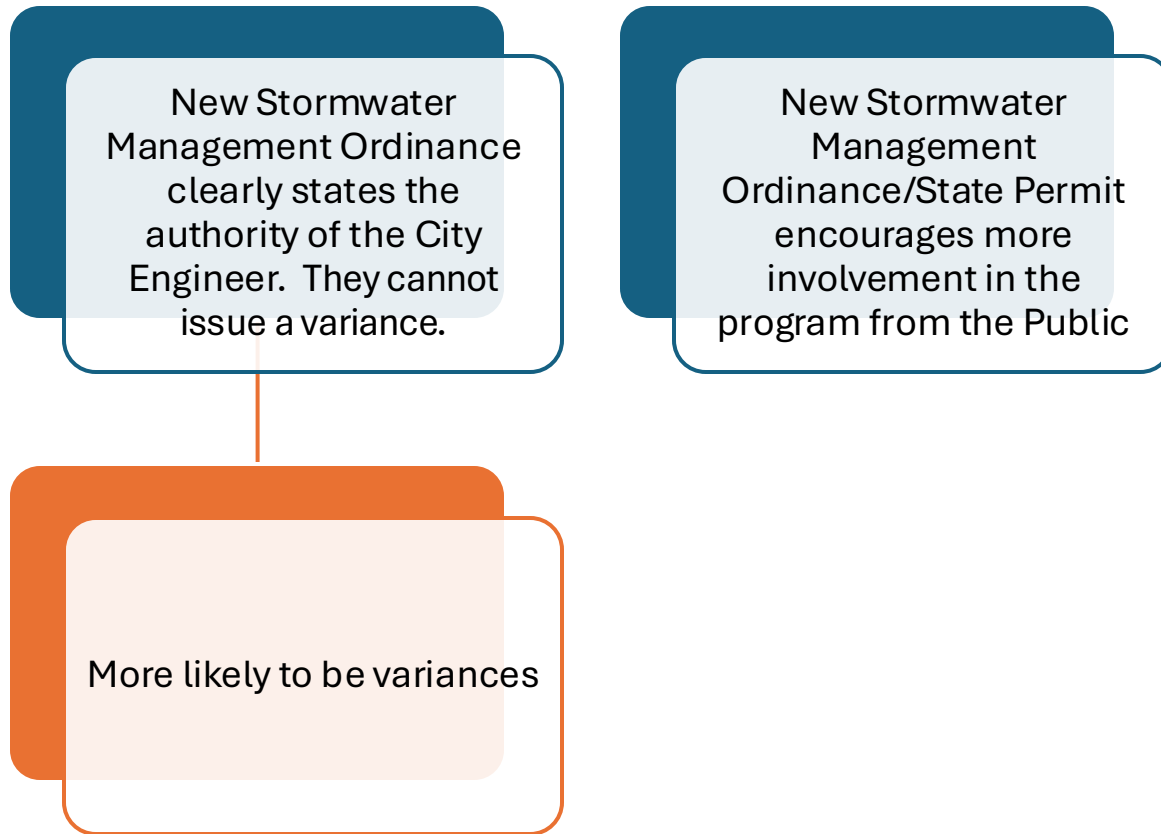 New Stormwater
Management Ordinance
clearly states the
authority of the City
Engineer.  They cannot
issue a variance.
New Stormwater
Management
Ordinance/State Permit
encourages more
involvement in the
program from the Public
More likely to be variances